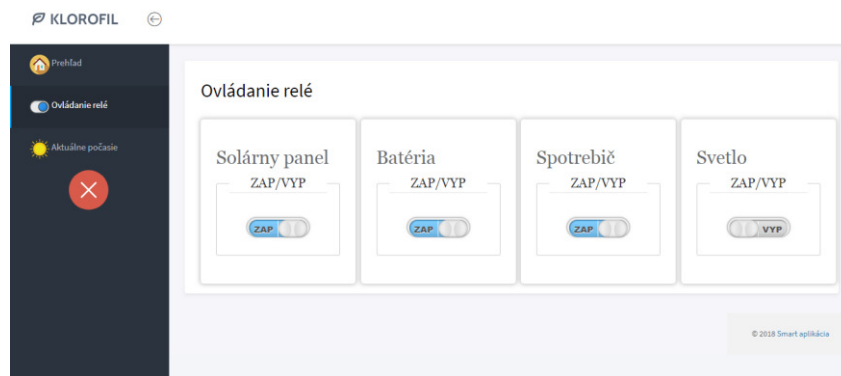 KLOROFIL
Prehľad
Ovládanie relé
Aktuálne počasie
Ovládanie relé
Solárny panel
ZAP/VYP
ZAP
Batéria
ZAP/VYP
ZAP
Spotrebič
ZAP/VYP
ZAP
Svetlo
ZAP/VYP
VYP
© 2018 Smart aplikácia